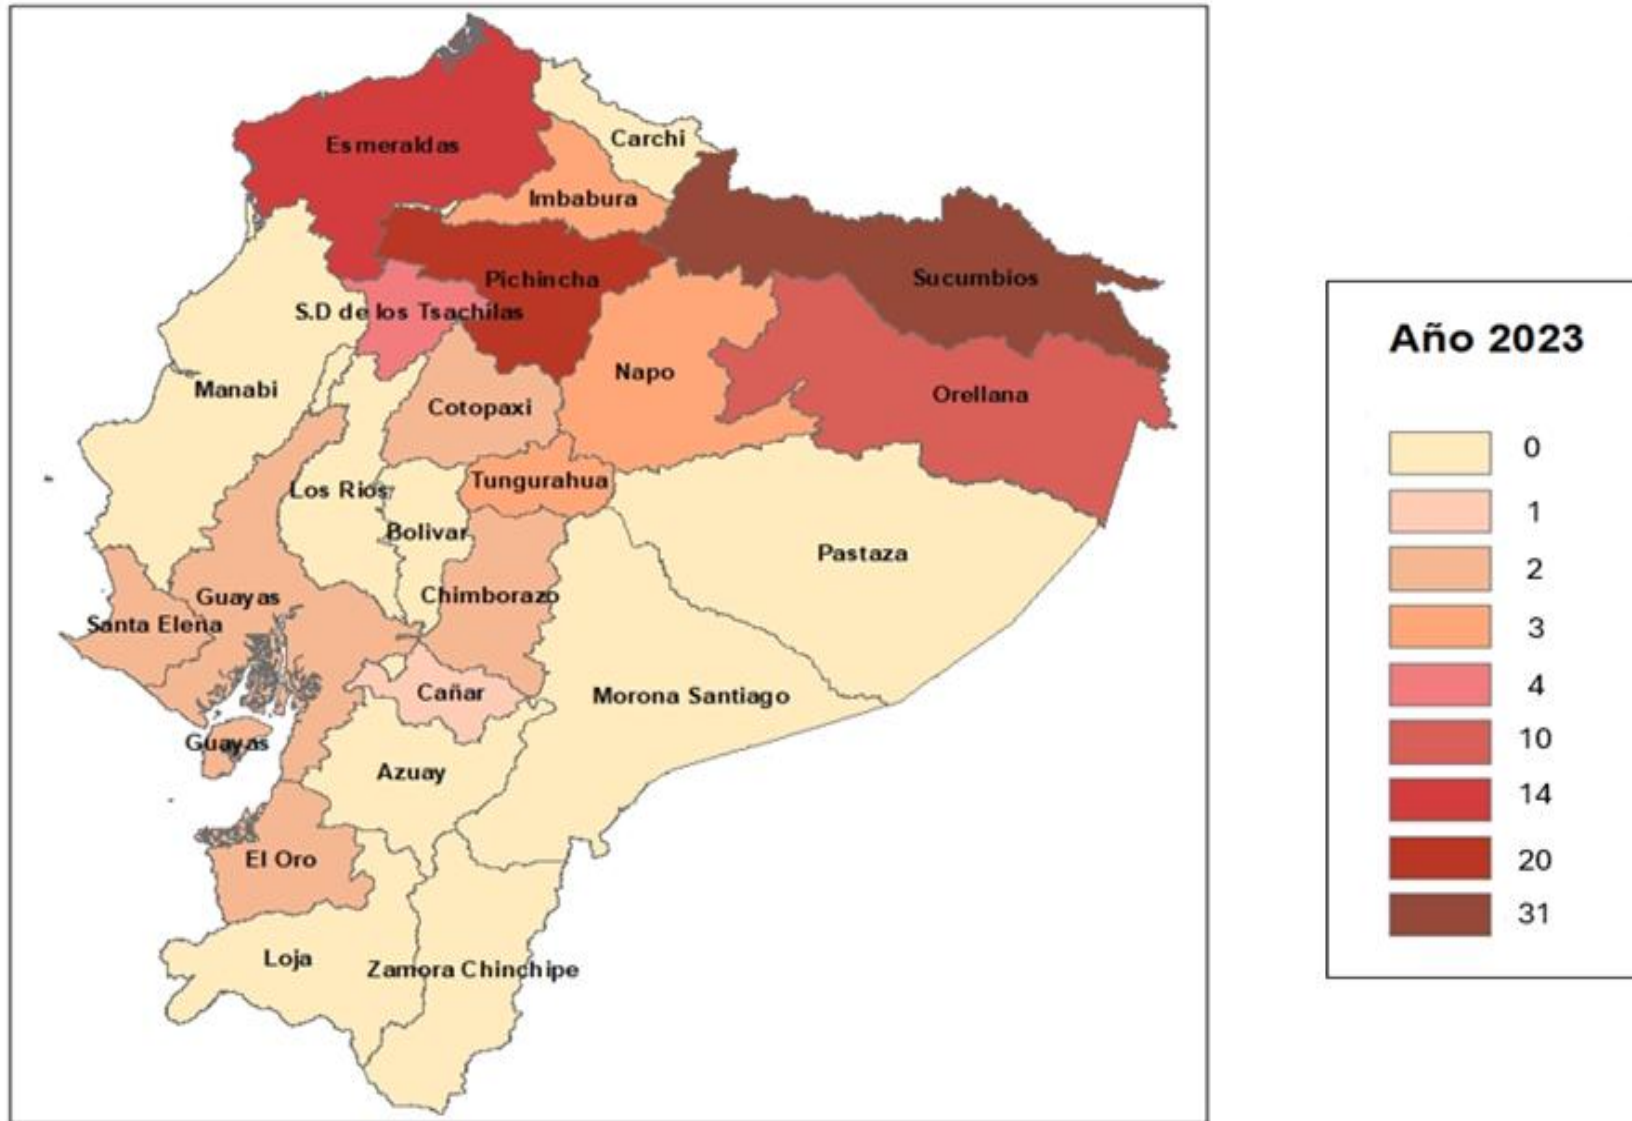 Esmeraldas
Carchi
Imbabura
Sucumbios
Pichincha
S.D de los Tsachilas
Napo
Manabi
Orellana
Cotopaxi
Tungurahua
Los Rios
Bolivar
Pastaza
Guayas
Chimborazo
Santa Elena
Cañar
Morona Santiago
Guayas
Azuay
El Oro
Loja
Zamora Chinchipe
Año 2023
0
1
2
3
4
10
14
20
31